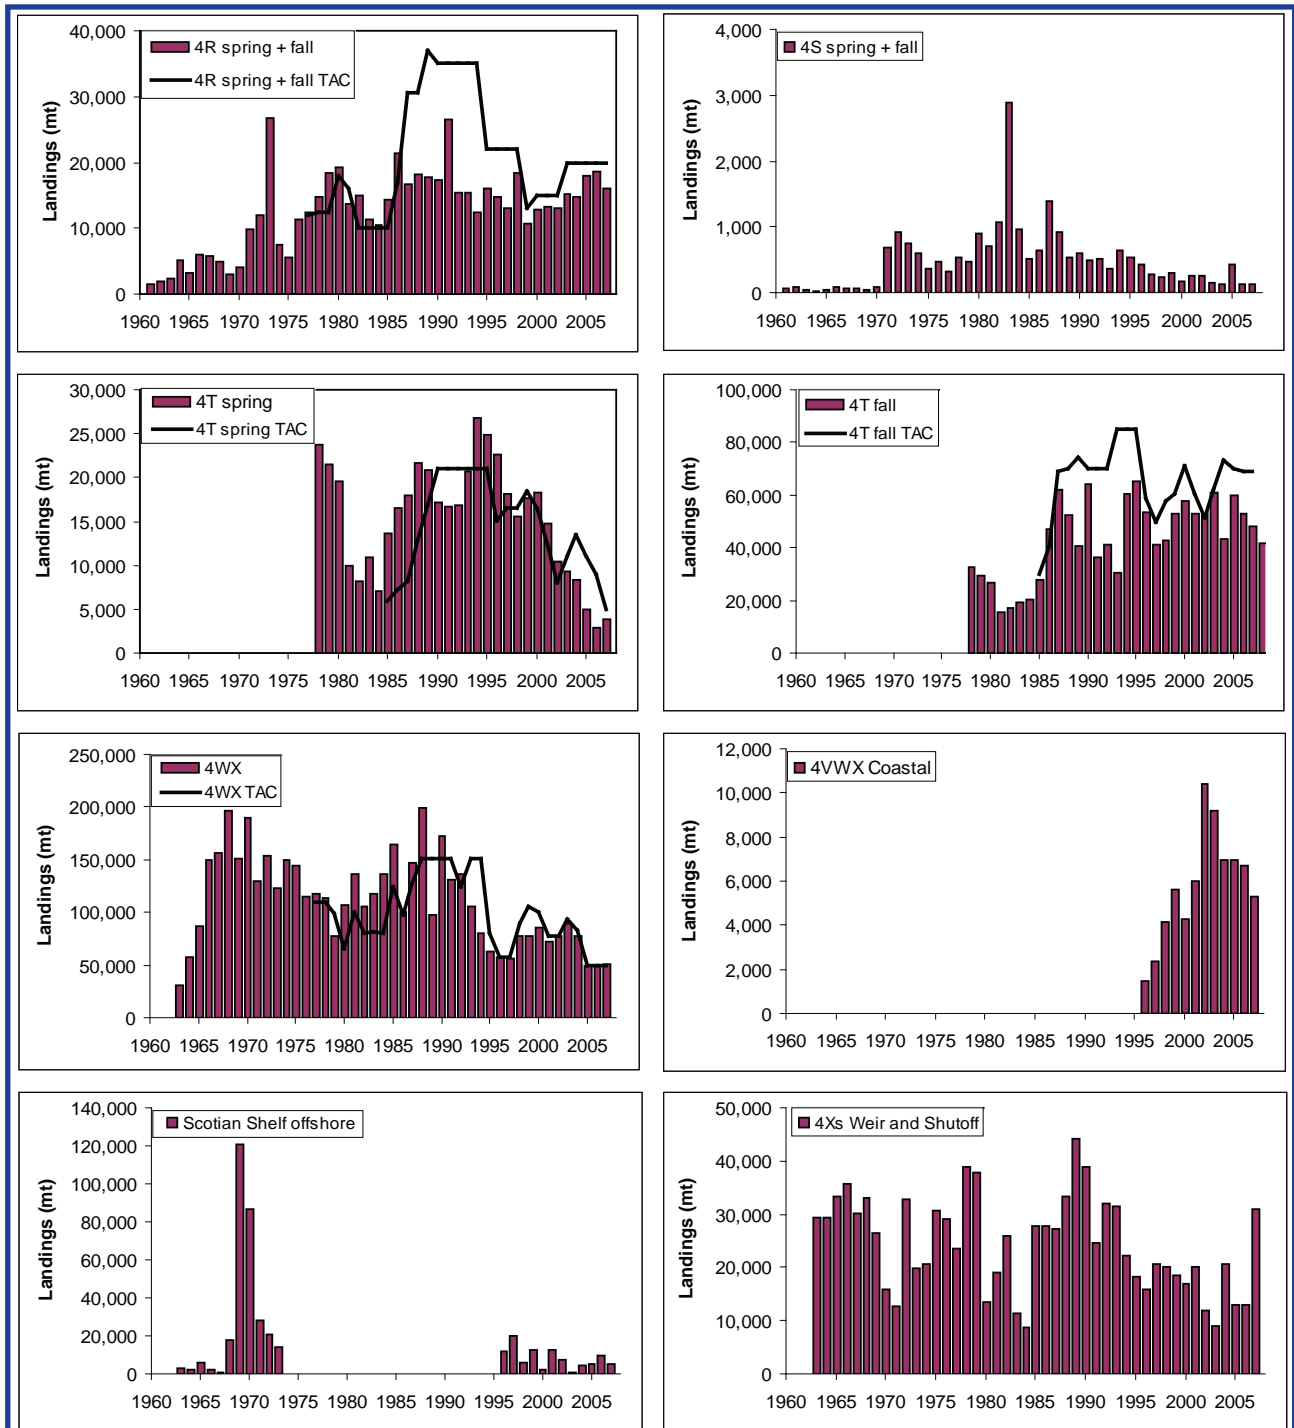 4R spring + fall
4R spring + fall TAC
Landings (mt)
40,000
30,000
20,000
10,000
0
1960 1965 1970 1975 1980 1985 1990 1995 2000 2005
4S spring + fall
Landings (mt)
4,000
3,000
2,000
1,000
0
1960 1965 1970 1975 1980 1985 1990 1995 2000 2005
4T spring
4T spring TAC
Landings (mt)
30,000
25,000
20,000
15,000
10,000
5,000
0
1960 1965 1970 1975 1980 1985 1990 1995 2000 2005
4T fall
4T fall TAC
Landings (mt)
100,000
80,000
60,000
40,000
20,000
0
1960 1965 1970 1975 1980 1985 1990 1995 2000 2005
4WX
4WX TAC
Landings (mt)
250,000
200,000
150,000
100,000
50,000
0
1960 1965 1970 1975 1980 1985 1990 1995 2000 2005
4VWX Coastal
Landings (mt)
12,000
10,000
8,000
6,000
4,000
2,000
0
1960 1965 1970 1975 1980 1985 1990 1995 2000 2005
Scotian Shelf offshore
Landings (mt)
140,000
120,000
100,000
80,000
60,000
40,000
20,000
0
1960 1965 1970 1975 1980 1985 1990 1995 2000 2005
4Xs Weir and Shutoff
Landings (mt)
50,000
40,000
30,000
20,000
10,000
0
1960 1965 1970 1975 1980 1985 1990 1995 2000 2005